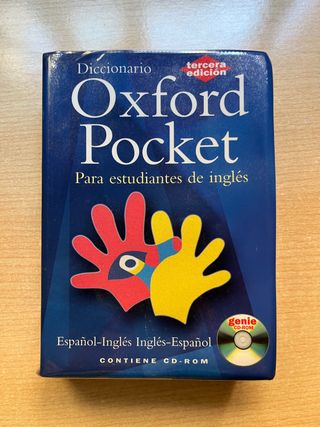 Diccionario
tercera
edición
Oxford
Pocket
Para estudiantes de inglés
genie
CD-ROM
Español-Inglés Inglés-Español
CONTIENE CD-ROM